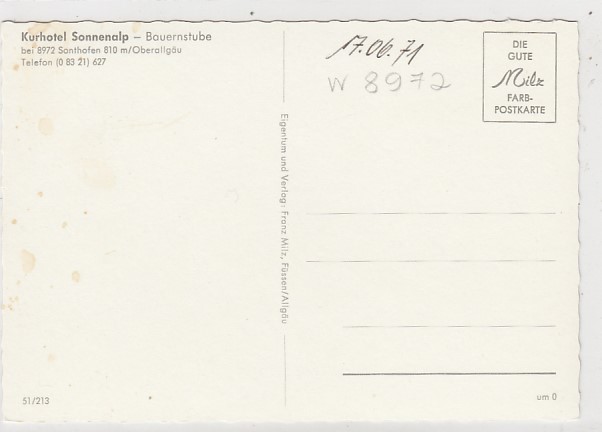 Kurhotel Sonnenalp – Bauernstube
bei 8972 Sonthofen 810 m/Oberallgäu
Telefon (0 83 21) 627
17.06.71
W 8972
DIE
GUTE
Milz
FARB-
POSTKARTE
Eigentum und Verlag: Franz Milz, Füssen/Allgäu
51/213
um 0